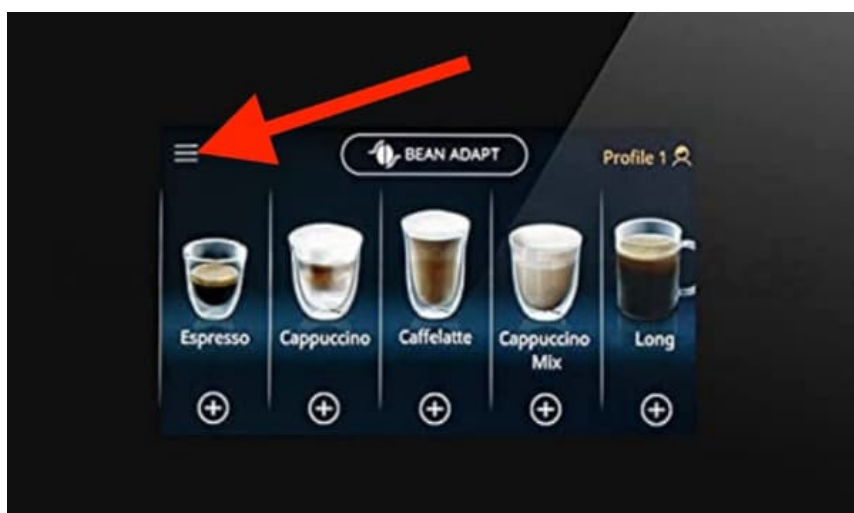 BEAN ADAPT
Profile 1
Espresso
Cappuccino
Caffelatte
Cappuccino
Mix
Long